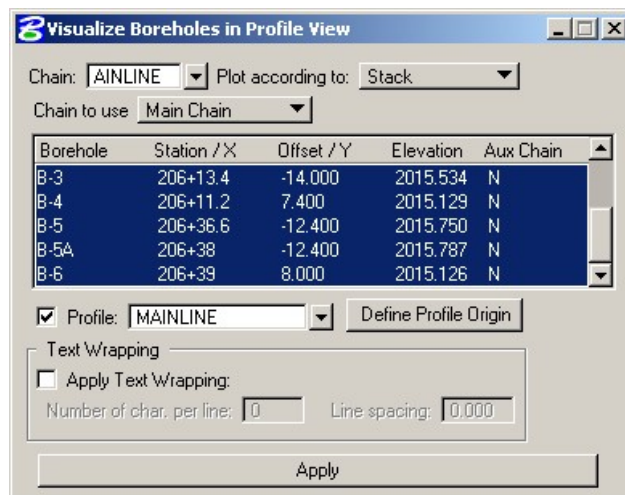 Visualize Boreholes in Profile View
Chain: AINLINE Plot according to: Stack
Chain to use Main Chain
Borehole Station / X Offset / Y Elevation Aux Chain
B-3 206+13.4 -14.000 2015.534 N
B-4 206+11.2 7.400 2015.129 N
B-5 206+36.6 -12.400 2015.750 N
B-5A 206+38 -12.400 2015.787 N
B-6 206+39 8.000 2015.126 N
Profile: MAINLINE Define Profile Origin
Text Wrapping
Apply Text Wrapping:
Number of char. per line: 0 Line spacing: 0.000
Apply